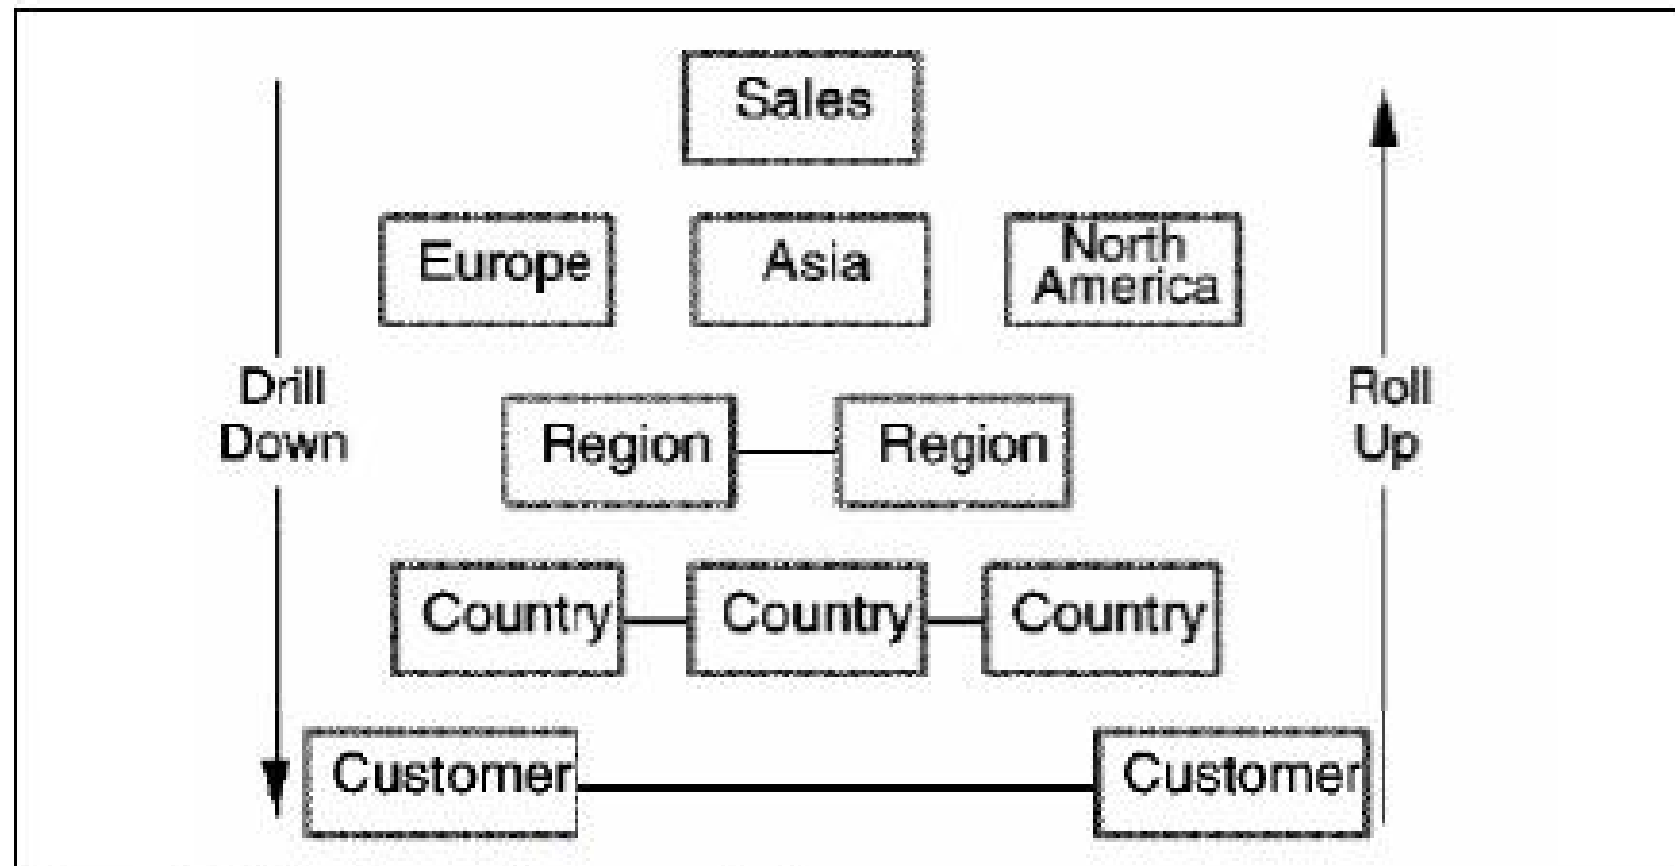 Sales
Europe
Asia
North
America
Drill
Down
Region
Region
Roll
Up
Country
Country
Country
Customer
Customer